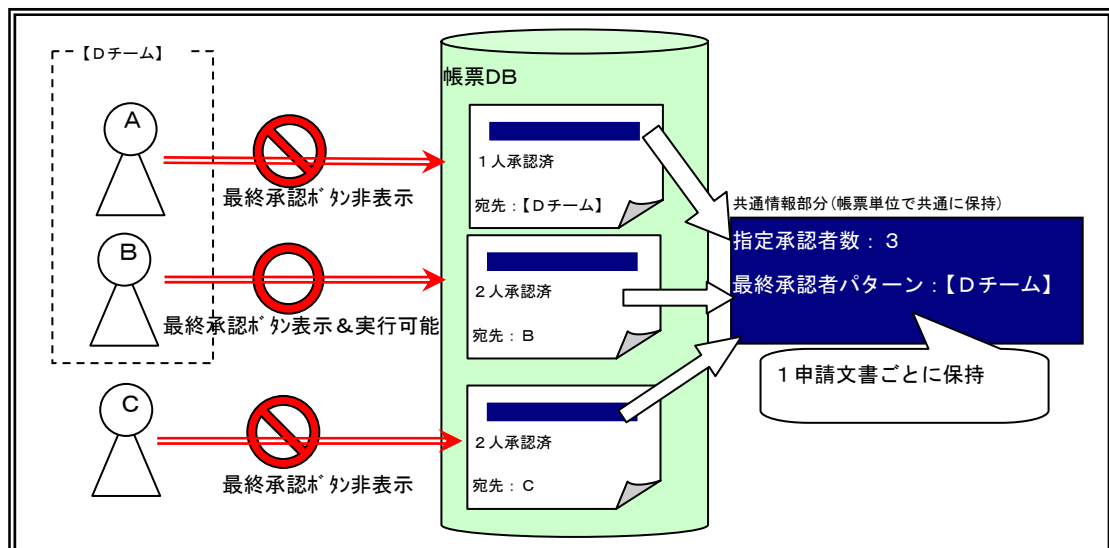 【Dチーム】
A
最終承認ﾎﾞﾀﾝ非表示
B
最終承認ﾎﾞﾀﾝ表示＆実行可能
C
最終承認ﾎﾞﾀﾝ非表示
帳票DB
１人承認済
宛先：【Dチーム】
２人承認済
宛先：B
２人承認済
宛先：C
共通情報部分(帳票単位で共通に保持)
指定承認者数：３
最終承認者パターン：【Dチーム】
１申請文書ごとに保持